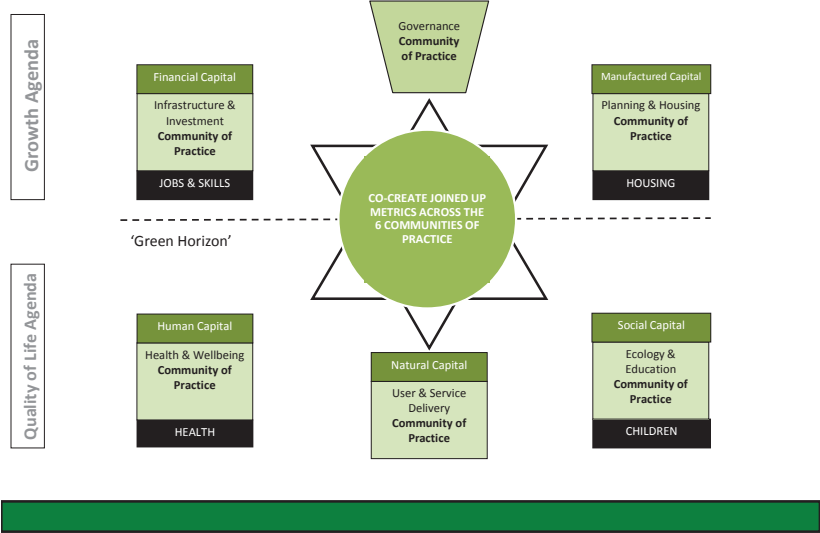 Growth Agenda
Governance
Community
of Practice
Financial Capital
Infrastructure &
Investment
Community of
Practice
JOBS & SKILLS
Manufactured Capital
Planning & Housing
Community of
Practice
HOUSING
CO-CREATE JOINED UP
METRICS ACROSS THE
6 COMMUNITIES OF
PRACTICE
‘Green Horizon’
Quality of Life Agenda
Human Capital
Health & Wellbeing
Community of
Practice
HEALTH
Natural Capital
User & Service
Delivery
Community of
Practice
Social Capital
Ecology &
Education
Community of
Practice
CHILDREN